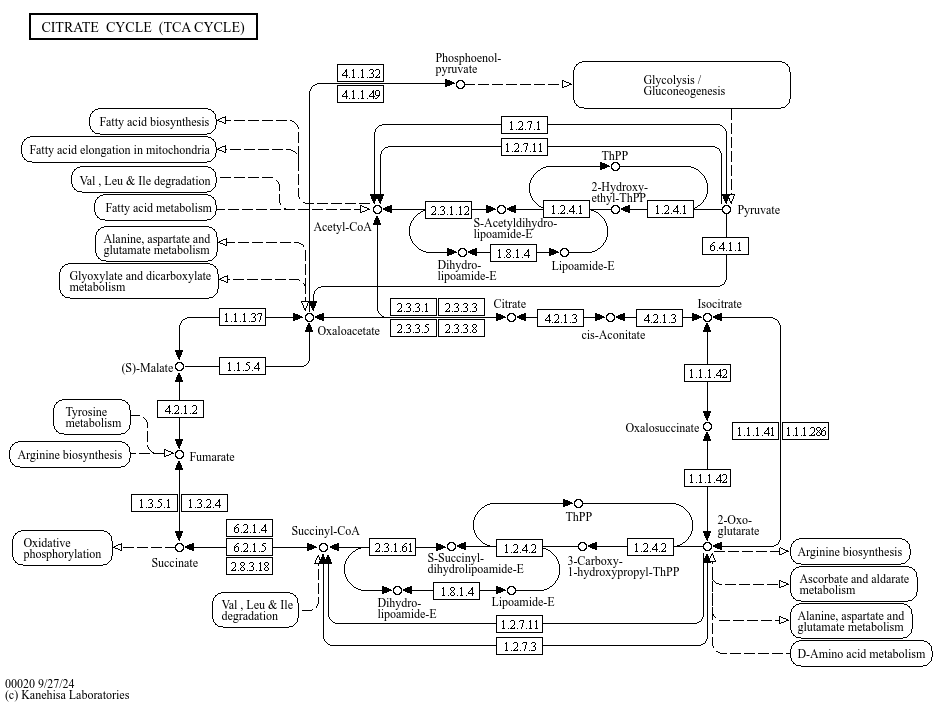 CITRATE CYCLE (TCA CYCLE)
Phosphoenol-
pyruvate
4.1.1.32
4.1.1.49
Glycolysis /
Gluconeogenesis
Fatty acid biosynthesis
Fatty acid elongation in mitochondria
Val , Leu & Ile degradation
Fatty acid metabolism
Alanine, aspartate and
glutamate metabolism
Glyoxylate and dicarboxylate
metabolism
1.2.7.1
1.2.7.11
ThPP
2-Hydroxy-
ethyl-ThPP
Acetyl-CoA
2.3.1.12
1.2.4.1
1.2.4.1
Pyruvate
S-Acetyldihydro-
lipoamide-E
6.4.1.1
1.8.1.4
Dihydro-
lipoamide-E
Lipoamide-E
1.1.1.37
Oxaloacetate
2.3.3.1
2.3.3.3
2.3.3.5
2.3.3.8
Citrate
4.2.1.3
cis-Aconitate
4.2.1.3
Isocitrate
(S)-Malate
1.1.5.4
1.1.1.42
4.2.1.2
Tyrosine
metabolism
Arginine biosynthesis
Fumarate
Oxalosuccinate
1.1.1.41
1.1.1.286
1.1.1.42
1.3.5.1
1.3.2.4
Oxidative
phosphorylation
Succinate
6.2.1.4
6.2.1.5
2.8.3.18
Succinyl-CoA
2.3.1.61
S-Succinyl-
dihydrolipoamide-E
1.2.4.2
ThPP
3-Carboxy-
1-hydroxypropyl-ThPP
1.2.4.2
2-Oxo-
glutarate
Arginine biosynthesis
Ascorbate and aldarate
metabolism
Alanine, aspartate and
glutamate metabolism
D-Amino acid metabolism
Val , Leu & Ile
degradation
1.8.1.4
Dihydro-
lipoamide-E
Lipoamide-E
1.2.7.11
1.2.7.3
00020 9/27/24
(c) Kanehisa Laboratories